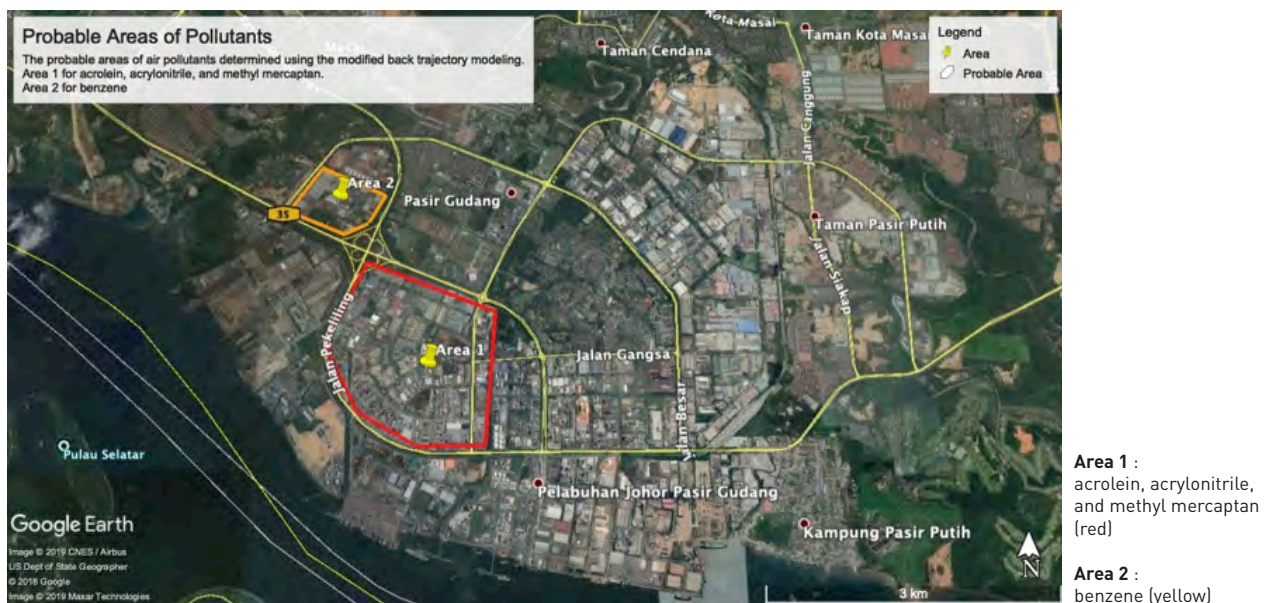 Probable Areas of Pollutants
The probable areas of air pollutants determined using the modified back trajectory modeling.
Area 1 for acrolein, acrylonitrile, and methyl mercaptan.
Area 2 for benzene
Legend
Area
Probable Area
Kota Masai
Taman Kota Masai
Taman Cendana
Jalan Canggung
Area 2
35
Pasir Gudang
Taman Pasir Putih
Jalan Siakap
Jalan Pekeliling
Area 1
Jalan Gangsa
Jalan Besar
Pulau Selatar
Pelabuhan Johor Pasir Gudang
Kampung Pasir Putih
Google Earth
Image © 2019 CNES / Airbus
US Dept of State Geographer
© 2018 Google
Image © 2019 Maxar Technologies
N
3 km
Area 1 :
acrolein, acrylonitrile,
and methyl mercaptan
(red)
Area 2 :
benzene (yellow)